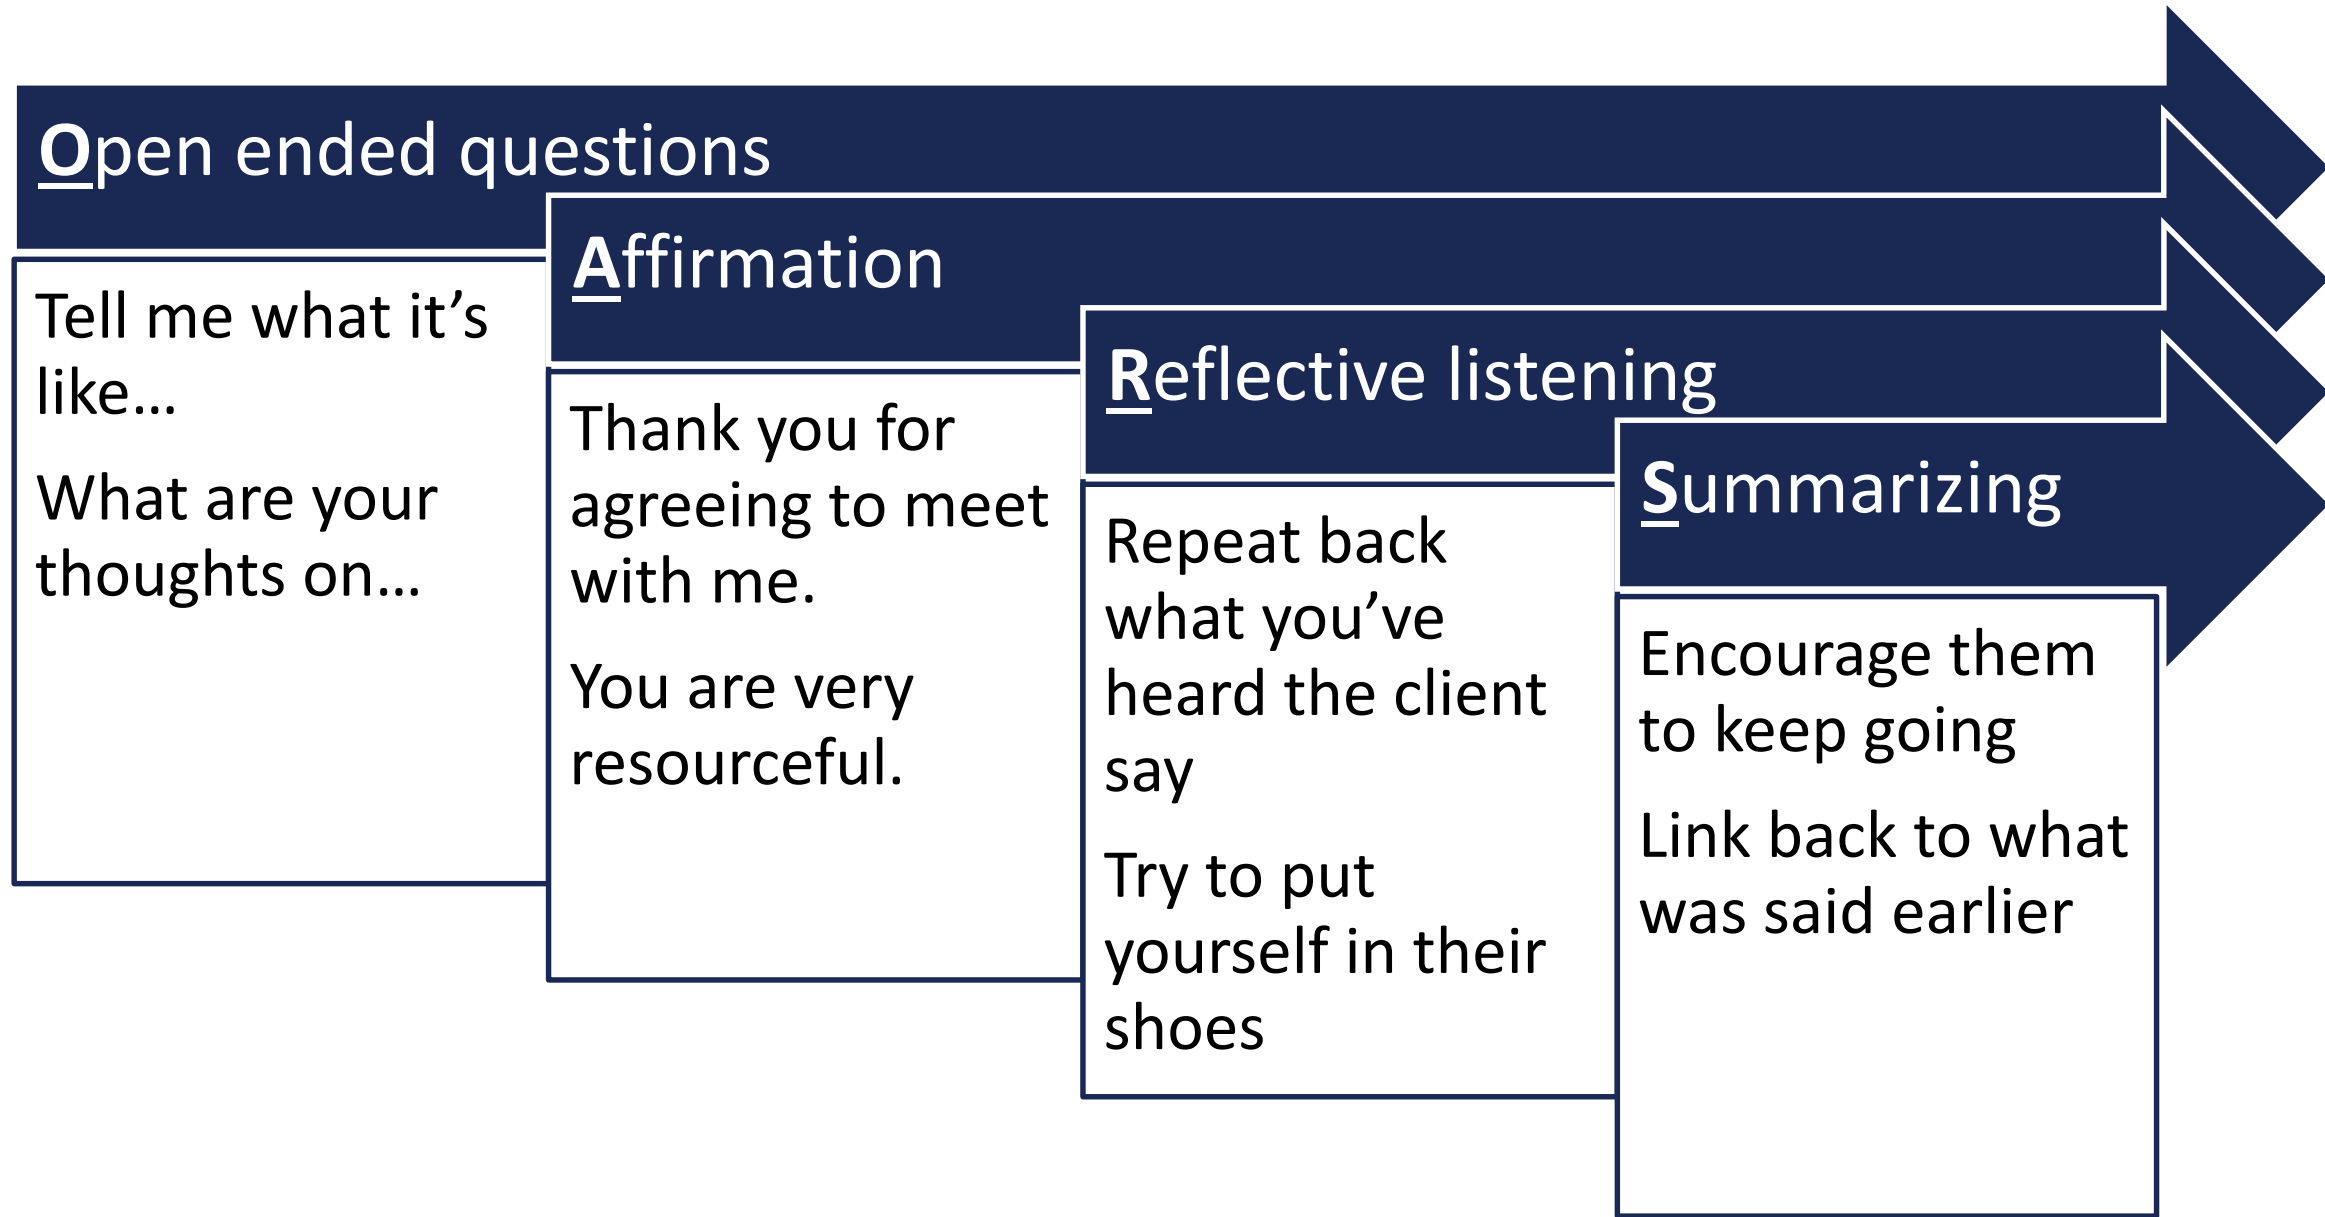 Open ended questions
Tell me what it’s
like...
What are your
thoughts on...
Affirmation
Thank you for
agreeing to meet
with me.
You are very
resourceful.
Reflective listening
Repeat back
what you’ve
heard the client
say
Try to put
yourself in their
shoes
Summarizing
Encourage them
to keep going
Link back to what
was said earlier